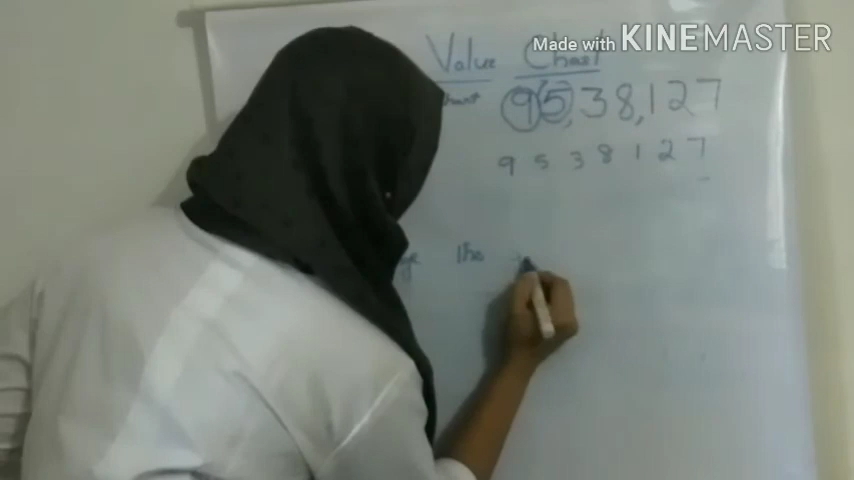 Made with KINEMASTER
Value Chart
95,38,127
9 5 3 8 1 2 7
the